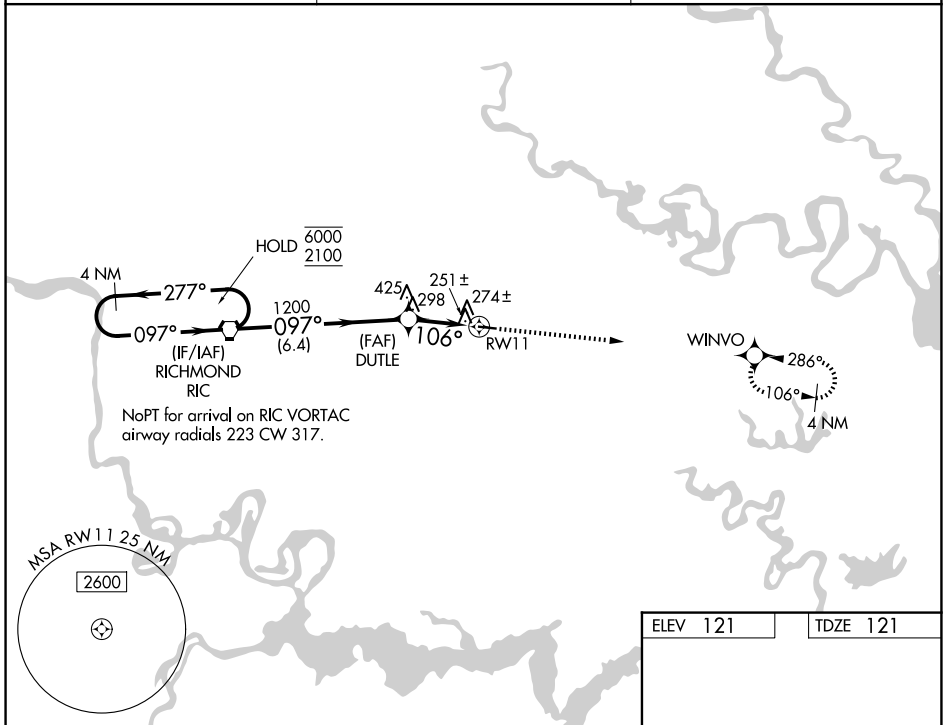 HOLD 6000
2100
4 NM
277°
097°
1200
097°
(6.4)
425
298
251±
274±
(IF/IAF)
RICHMOND
RIC
(FAF)
DUTLE
106°
RW11
WINVO
286°
106°
4 NM
NoPT for arrival on RIC VORTAC
airway radials 223 CW 317.
MSA RW11 25 NM
2600
ELEV 121
TDZE 121